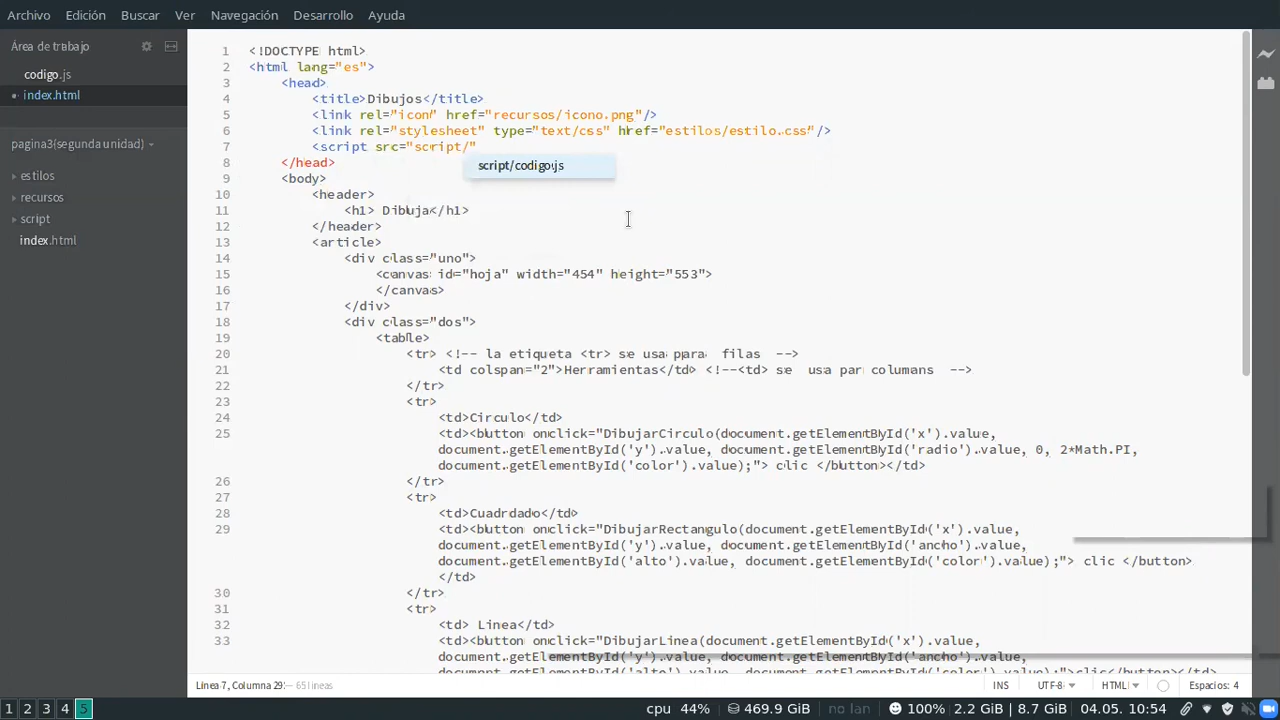 Archivo Edición Buscar Ver Navegación Desarrollo Ayuda
Área de trabajo
codigo.js
index.html
pagina3(segunda unidad)
estilos
recursos
script
index.html
1 <!DOCTYPE html>
2 <html lang="es">
3 <head>
4 <title>Dibujos</title>
5 <link rel="icon" href="recursos/icono.png"/>
6 <link rel="stylesheet" type="text/css" href="estilos/estilo.css"/>
7 <script src="script/"
script/codigo.js
8 </head>
9 <body>
10 <header>
11 <h1> Dibuja</h1>
12 </header>
13 <article>
14 <div class="uno">
15 <canvas id="hoja" width="454" height="553">
16 </canvas>
17 </div>
18 <div class="dos">
19 <table>
20 <tr> <!-- la etiqueta <tr> se usa para filas -->
21 <td colspan="2">Herramientas</td> <!--<td> se usa pari columans -->
22 </tr>
23 <tr>
24 <td>Circulo</td>
25 <td><button onclick="DibujarCirculo(document.getElementById('x').value,
document.getElementById('y').value, document.getElementById('radio').value, 0, 2*Math.PI,
document.getElementById('color').value);"> clic </button></td>
26 </tr>
27 <tr>
28 <td>Cuadrdado</td>
29 <td><button onclick="DibujarRectangulo(document.getElementById('x').value,
document.getElementById('y').value, document.getElementById('ancho').value,
document.getElementById('alto').value, document.getElementById('color').value);"> clic </button>
</td>
30 </tr>
31 <tr>
32 <td> Linea</td>
33 <td><button onclick="DibujarLinea(document.getElementById('x').value,
document.getElementById('y').value, document.getElementById('ancho').value,
document.getElementById('alto').value, document.getElementById('color').value);">clic</button></td>
Línea 7, Columna 29 — 65 líneas INS UTF-8 HTML Espacios: 4
1 2 3 4 5 cpu 44% 469.9 GiB no lan 100% 2.2 GiB | 8.7 GiB 04.05. 10:54